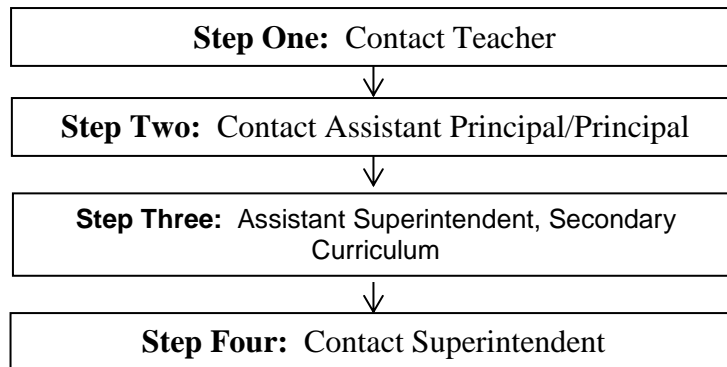 Step One: Contact Teacher
Step Two: Contact Assistant Principal/Principal
Step Three: Assistant Superintendent, Secondary
Curriculum
Step Four: Contact Superintendent